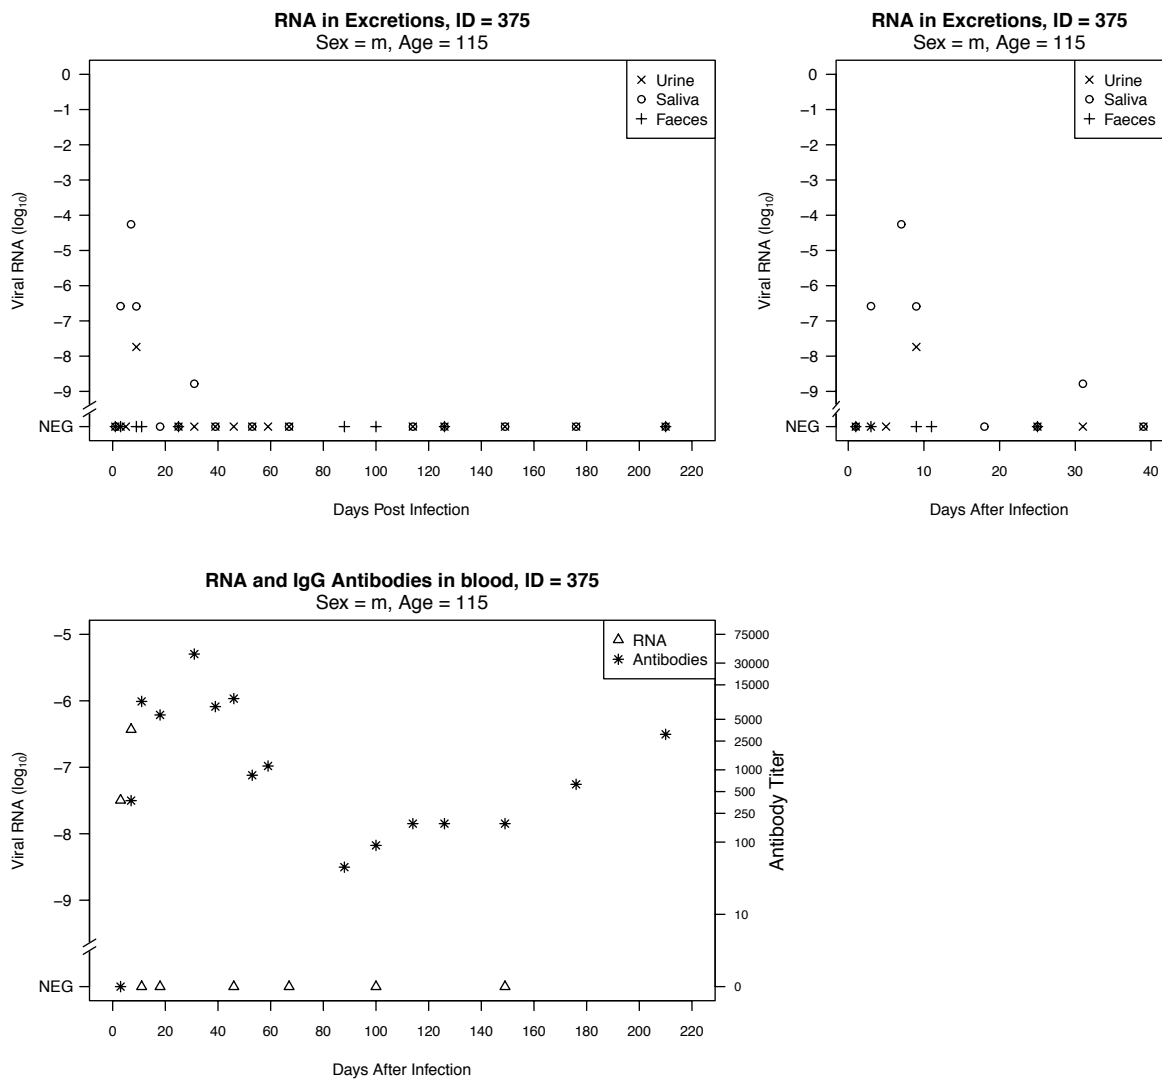 RNA in Excretions, ID = 375
Sex = m, Age = 115
Viral RNA (log10)
0
−1
−2
−3
−4
−5
−6
−7
−8
−9
NEG
Urine
Saliva
Faeces
0 20 40 60 80 100 120 140 160 180 200 220
Days Post Infection
RNA in Excretions, ID = 375
Sex = m, Age = 115
Viral RNA (log10)
0
−1
−2
−3
−4
−5
−6
−7
−8
−9
NEG
Urine
Saliva
Faeces
0 10 20 30 40
Days After Infection
RNA and IgG Antibodies in blood, ID = 375
Sex = m, Age = 115
Viral RNA (log10)
−5
−6
−7
−8
−9
NEG
RNA
Antibodies
75000
30000
15000
5000
2500
1000
500
250
100
10
0
Antibody Titer
0 20 40 60 80 100 120 140 160 180 200 220
Days After Infection